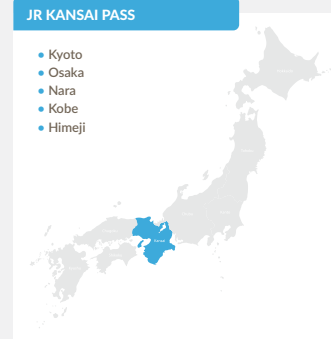 JR KANSAI PASS
Kyoto
Osaka
Nara
Kobe
Himeji
Kansai